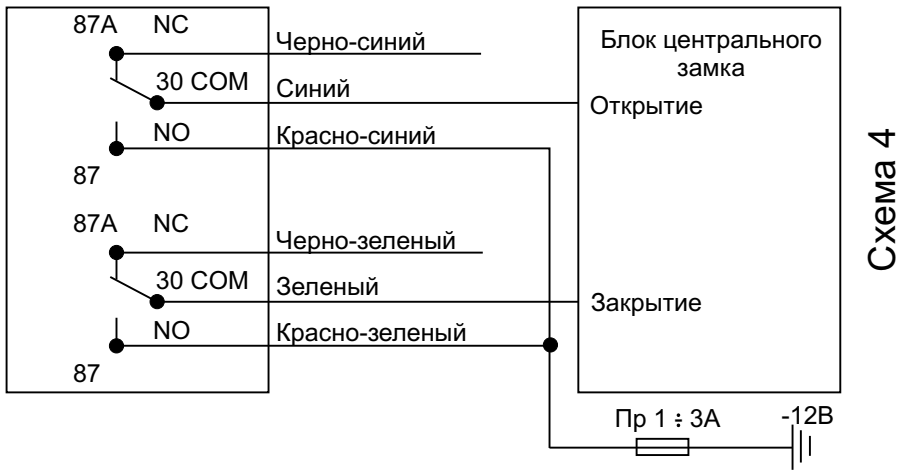 87A NC
Черно-синий
30 COM
Синий
NO
Красно-синий
87
87A NC
Черно-зеленый
30 COM
Зеленый
NO
Красно-зеленый
87
Блок центрального
замка
Открытие
Закрытие
Пр 1 ÷ 3А
-12В
Схема 4